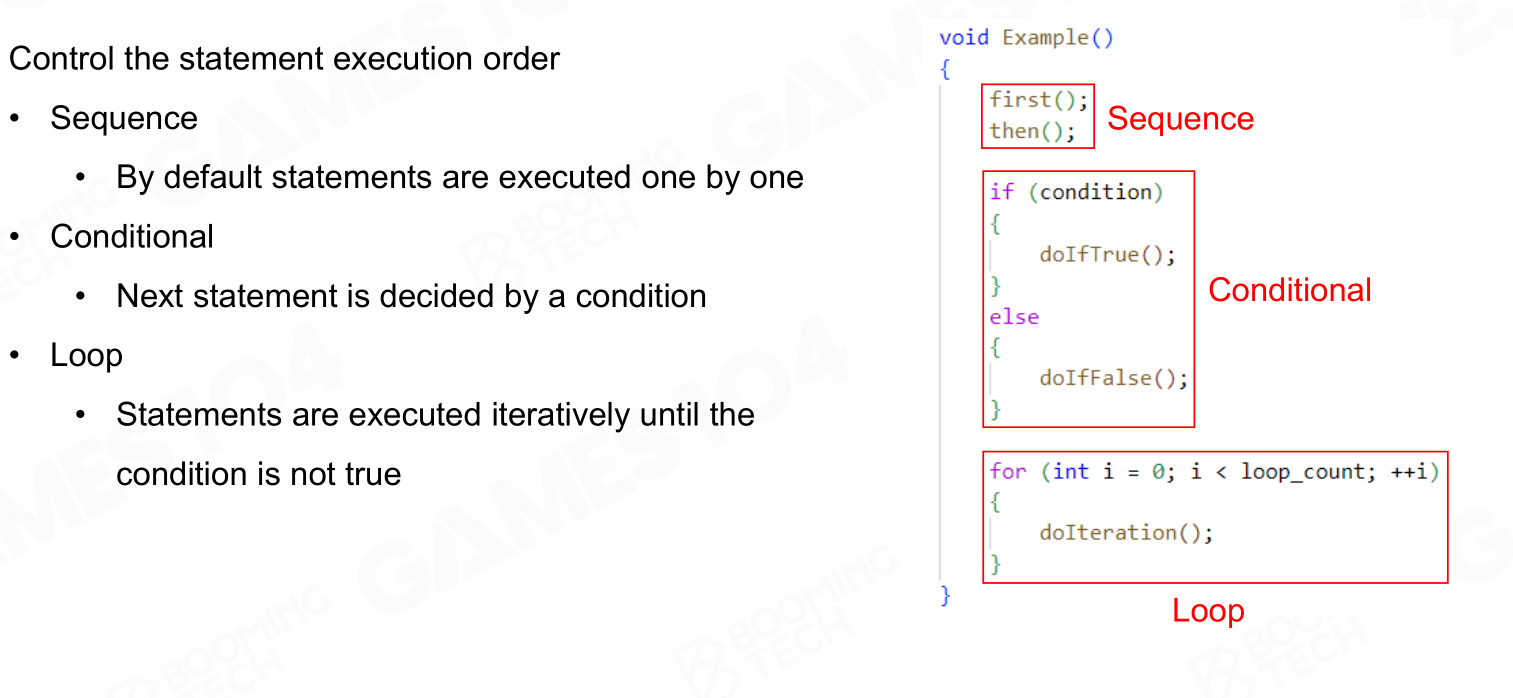 Control the statement execution order
• Sequence
• By default statements are executed one by one
• Conditional
• Next statement is decided by a condition
• Loop
• Statements are executed iteratively until the
condition is not true
void Example()
{
first();
then();
Sequence
if (condition)
{
doIfTrue();
}
else
{
doIfFalse();
}
Conditional
for (int i = 0; i < loop_count; ++i)
{
doIteration();
}
}
Loop
GAMES104
BOOMING
TECH